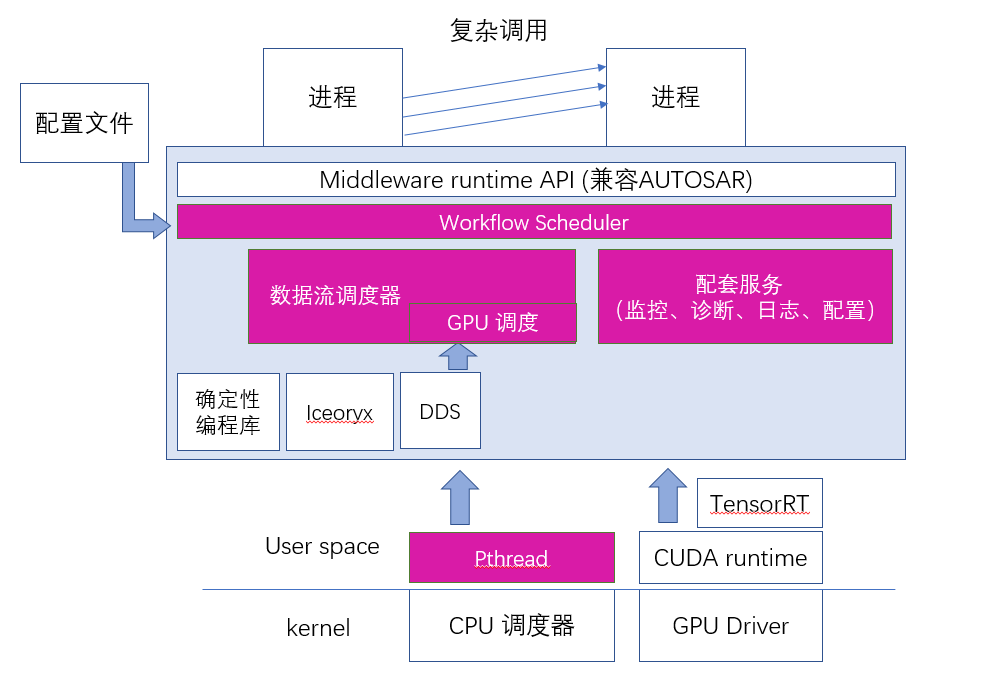 复杂调用
进程
进程
配置文件
Middleware runtime API (兼容AUTOSAR)
Workflow Scheduler
数据流调度器
GPU 调度
配套服务
（监控、诊断、日志、配置）
确定性
编程库
Iceoryx
DDS
TensorRT
User space
Pthread
CUDA runtime
kernel
CPU 调度器
GPU Driver